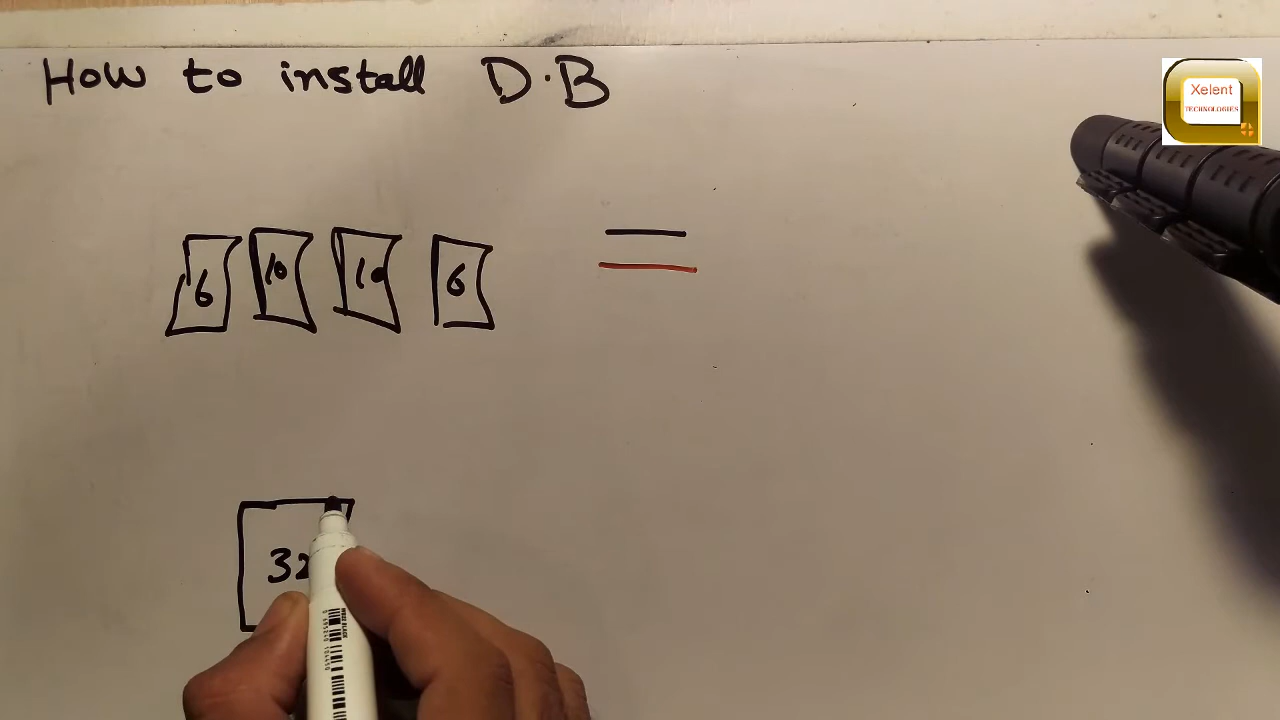 How to install D.B
Xelent
TECHNOLOGIES
6 10 10 6
32